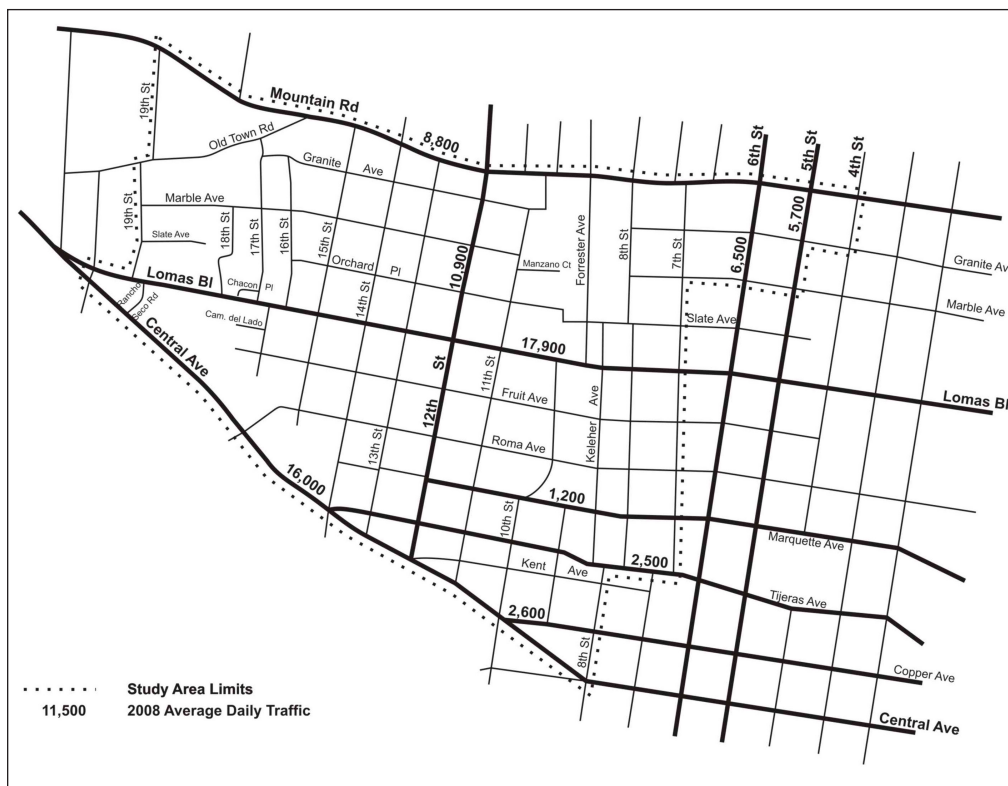 Mountain Rd
8,800
19th St
Old Town Rd
Granite Ave
6th St
5th St
4th St
5,700
6,500
19th St
Marble Ave
Slate Ave
18th St
17th St
16th St
15th St
Orchard Pl
14th St
10,900
Manzano Ct
Forrester Ave
8th St
7th St
Granite Ave
Marble Ave
Slate Ave
Lomas Bl
Chacon Pl
Rancho Seco Rd
Cam. del Lado
Central Ave
17,900
Lomas Bl
12th St
11th St
Fruit Ave
Keleher Ave
Roma Ave
13th St
16,000
1,200
10th St
Marquette Ave
Kent Ave
2,500
Tijeras Ave
2,600
8th St
Copper Ave
Central Ave
Study Area Limits
11,500 2008 Average Daily Traffic